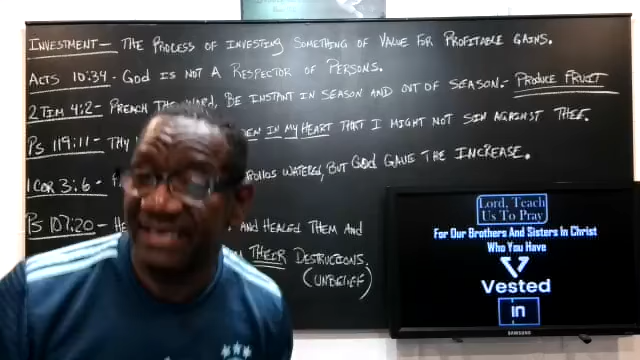 INVESTMENT - THE PROCESS OF INVESTING SOMETHING OF VALUE FOR PROFITABLE GAINS.
ACTS 10:34 - GOD IS NOT A RESPECTOR OF PERSONS.
2 TIM 4:2 - PREACH THE WORD, BE INSTANT IN SEASON AND OUT OF SEASON. - PRODUCE FRUIT
PS 119:11 - THY IN MY HEART THAT I MIGHT NOT SIN AGAINST THEE.
1 COR 3:6 - WATERED, BUT GOD GAVE THE INCREASE.
PS 107:20 - HE AND HEALED THEM AND
THEIR DESTRUCTIONS.
(UNBELIEF)
Lord, Teach
Us To Pray
For Our Brothers And Sisters In Christ
Who You Have
Vested
in
SAMSUNG